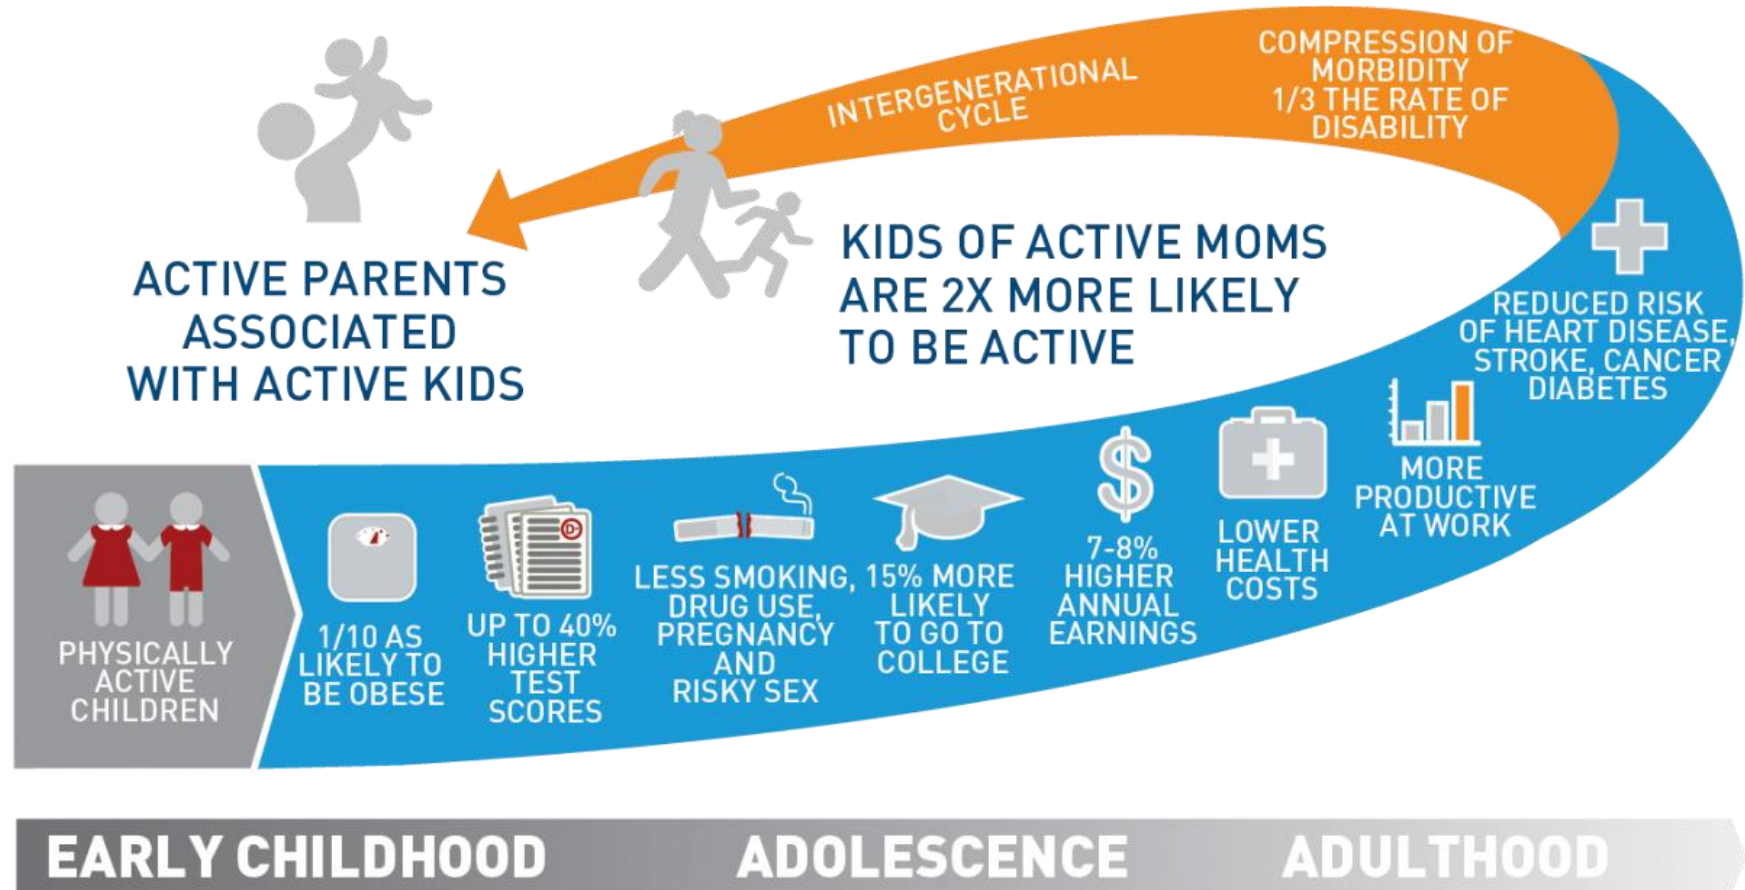 PHYSICALLY
ACTIVE
CHILDREN
1/10 AS
LIKELY TO
BE OBESE
UP TO 40%
HIGHER
TEST
SCORES
LESS SMOKING,
DRUG USE,
PREGNANCY
AND
RISKY SEX
15% MORE
LIKELY
TO GO TO
COLLEGE
$
7-8%
HIGHER
ANNUAL
EARNINGS
LOWER
HEALTH
COSTS
MORE
PRODUCTIVE
AT WORK
REDUCED RISK
OF HEART DISEASE,
STROKE, CANCER
DIABETES
COMPRESSION OF
MORBIDITY
1/3 THE RATE OF
DISABILITY
INTERGENERATIONAL
CYCLE
KIDS OF ACTIVE MOMS
ARE 2X MORE LIKELY
TO BE ACTIVE
ACTIVE PARENTS
ASSOCIATED
WITH ACTIVE KIDS
EARLY CHILDHOOD
ADOLESCENCE
ADULTHOOD